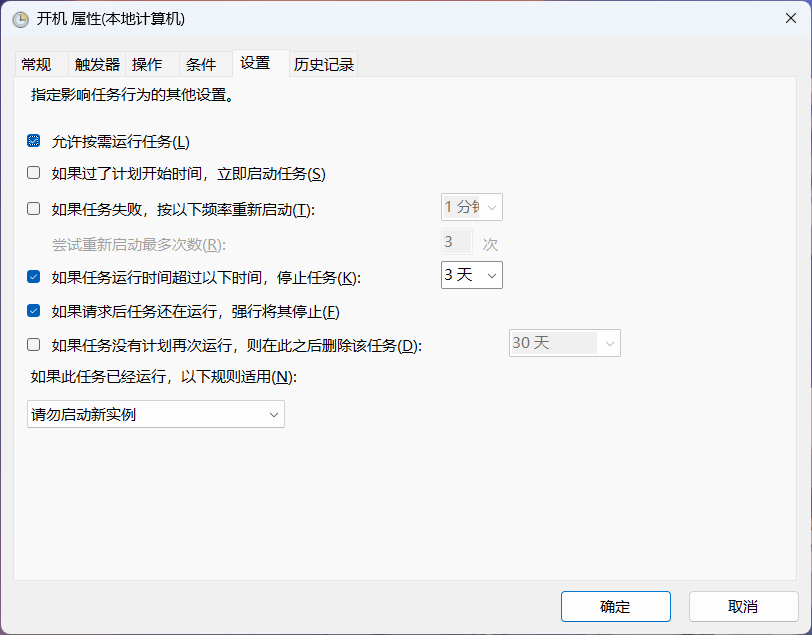 开机 属性(本地计算机)
常规 触发器 操作 条件 设置 历史记录
指定影响任务行为的其他设置。
允许按需运行任务(L)
如果过了计划开始时间，立即启动任务(S)
如果任务失败，按以下频率重新启动(T): 1 分钟
尝试重新启动最多次数(R): 3 次
如果任务运行时间超过以下时间，停止任务(K): 3 天
如果请求后任务还在运行，强行将其停止(F)
如果任务没有计划再次运行，则在此之后删除该任务(D): 30 天
如果此任务已经运行，以下规则适用(N):
请勿启动新实例
确定 取消